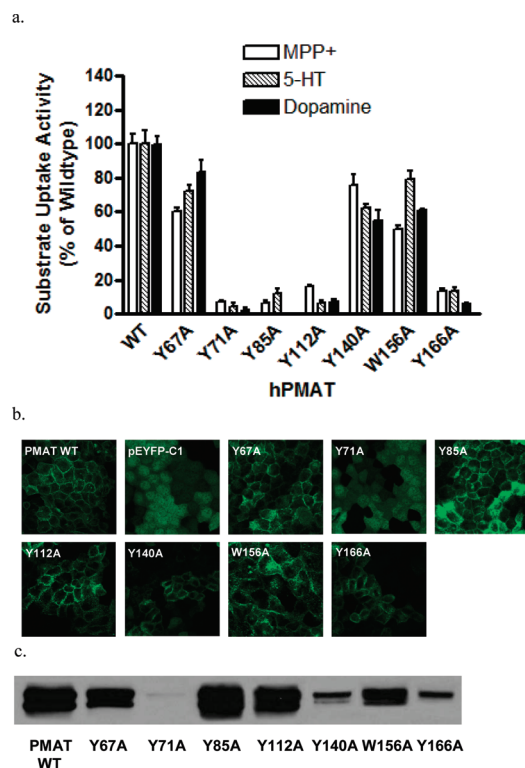 a.
MPP+
5-HT
Dopamine
Substrate Uptake Activity
(% of Wildtype)
140
120
100
80
60
40
20
0
WT
Y67A
Y71A
Y85A
Y112A
Y140A
W156A
Y166A
hPMAT
b.
PMAT WT
pEYFP-C1
Y67A
Y71A
Y85A
Y112A
Y140A
W156A
Y166A
c.
PMAT Y67A Y71A Y85A Y112A Y140A W156A Y166A
WT